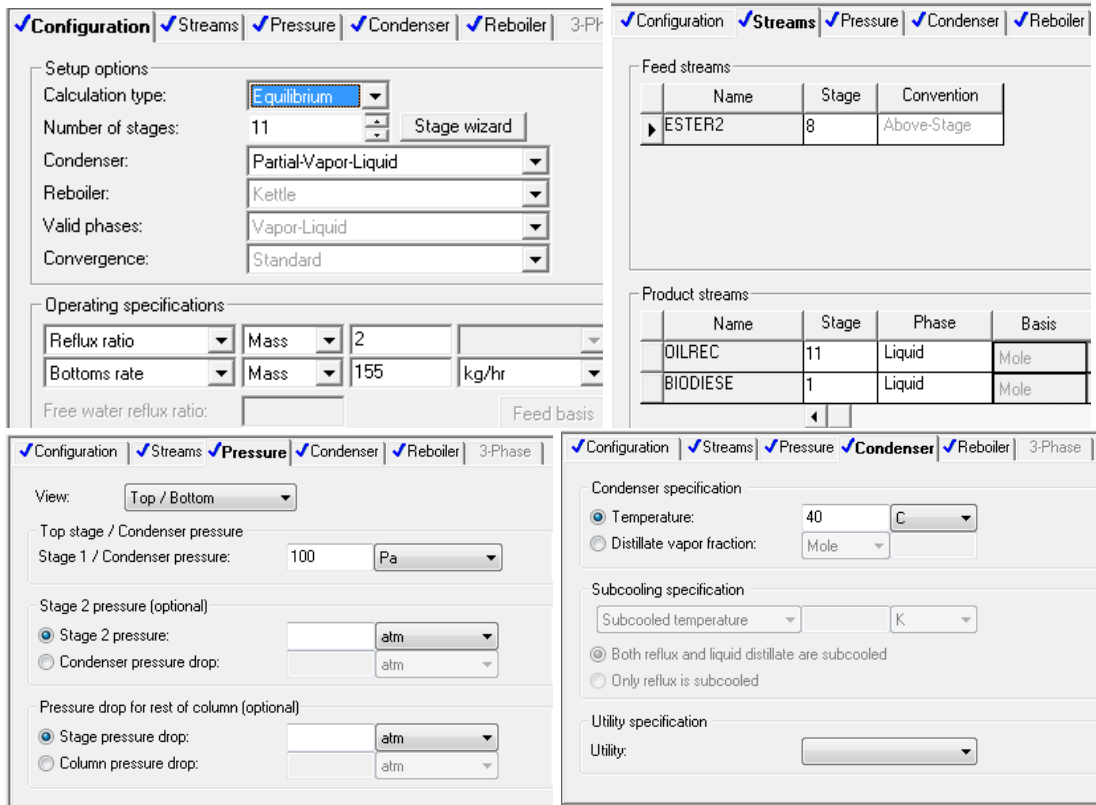 Configuration Streams Pressure Condenser Reboiler 3-Ph
Setup options
Calculation type: Equilibrium
Number of stages: 11 Stage wizard
Condenser: Partial-Vapor-Liquid
Reboiler: Kettle
Valid phases: Vapor-Liquid
Convergence: Standard
Operating specifications
Reflux ratio Mass 2
Bottoms rate Mass 155 kg/hr
Free water reflux ratio: Feed basis
Configuration Streams Pressure Condenser Reboiler
Feed streams
Name Stage Convention
ESTER2 8 Above-Stage
Product streams
Name Stage Phase Basis
OILREC 11 Liquid Mole
BIODIESE 1 Liquid Mole
Configuration Streams Pressure Condenser Reboiler 3-Phase
View: Top / Bottom
Top stage / Condenser pressure
Stage 1 / Condenser pressure: 100 Pa
Stage 2 pressure (optional)
Stage 2 pressure: atm
Condenser pressure drop: atm
Pressure drop for rest of column (optional)
Stage pressure drop: atm
Column pressure drop: atm
Configuration Streams Pressure Condenser Reboiler 3-Phase
Condenser specification
Temperature: 40 C
Distillate vapor fraction: Mole
Subcooling specification
Subcooled temperature K
Both reflux and liquid distillate are subcooled
Only reflux is subcooled
Utility specification
Utility: